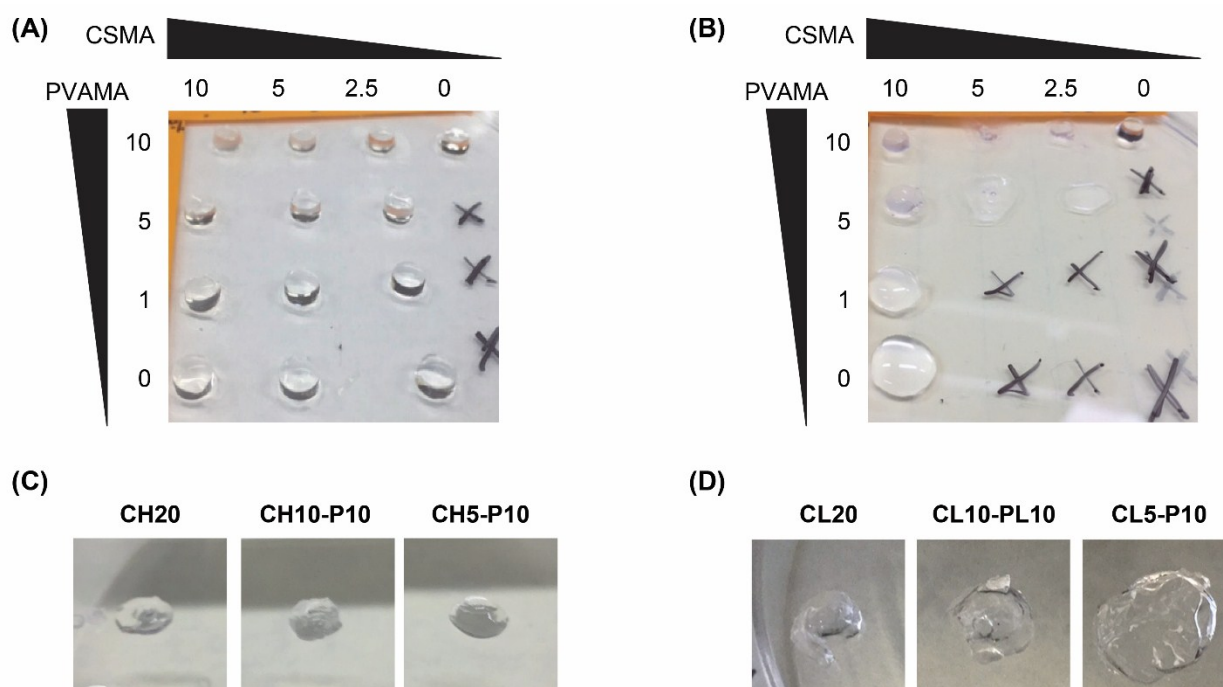 (A)
CSMA
PVAMA 10 5 2.5 0
10
5
1
0
(B)
CSMA
PVAMA 10 5 2.5 0
10
5
1
0
(C)
CH20 CH10-P10 CH5-P10
(D)
CL20 CL10-PL10 CL5-P10